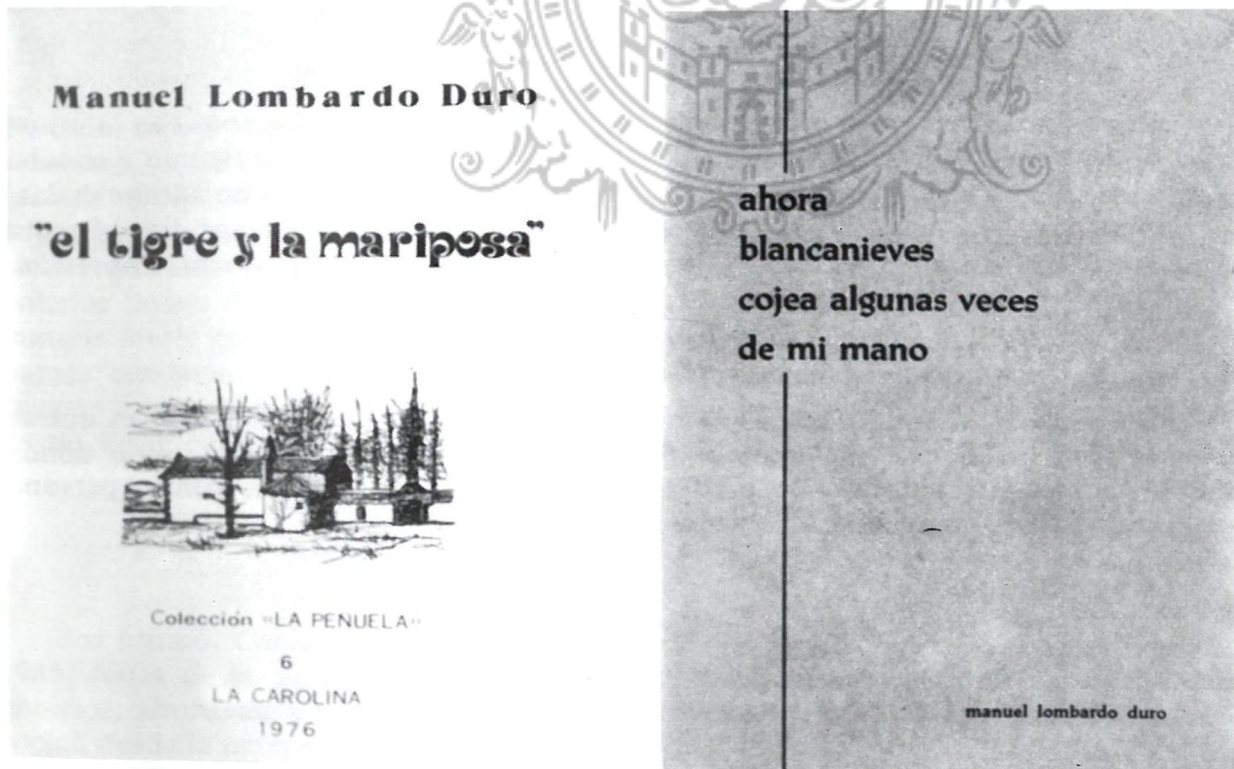 Manuel Lombardo Duro
"el tigre y la mariposa"
Colección «LA PEÑUELA»
6
LA CAROLINA
1976
ahora
blancanieves
cojea algunas veces
de mi mano
manuel lombardo duro